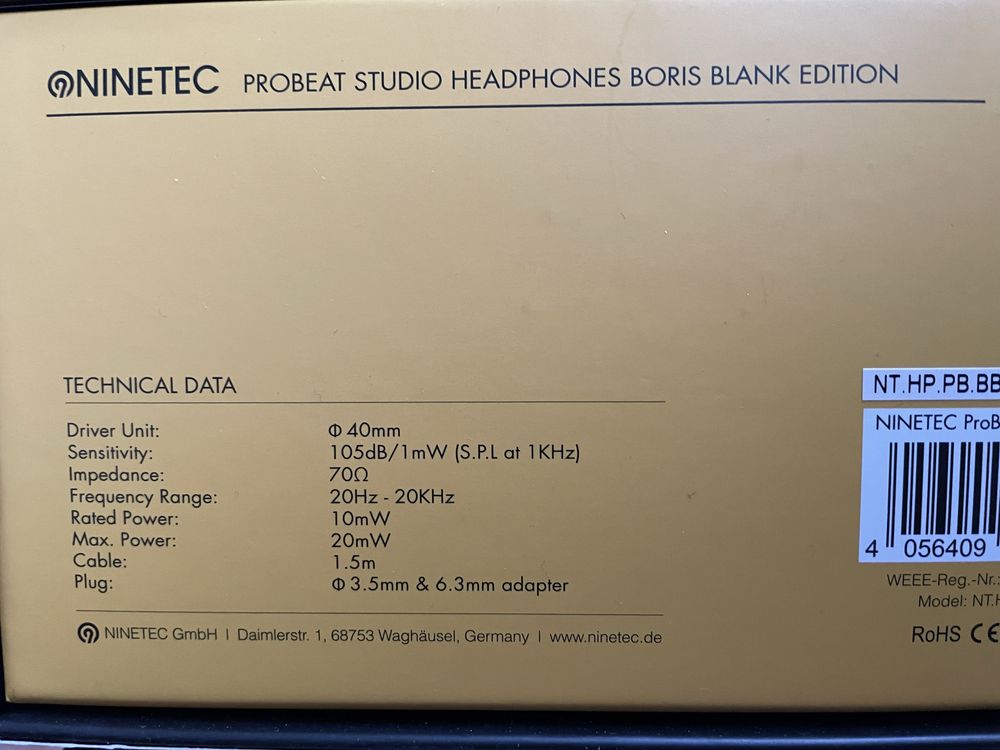 NINETEC PROBEAT STUDIO HEADPHONES BORIS BLANK EDITION
TECHNICAL DATA
Driver Unit: Φ 40mm
Sensitivity: 105dB/1mW (S.P.L at 1KHz)
Impedance: 70Ω
Frequency Range: 20Hz - 20KHz
Rated Power: 10mW
Max. Power: 20mW
Cable: 1.5m
Plug: Φ 3.5mm & 6.3mm adapter
NINETEC GmbH | Daimlerstr. 1, 68753 Waghäusel, Germany | www.ninetec.de
NT.HP.PB.BB
NINETEC ProB
4 056409
WEEE-Reg.-Nr.:
Model: NT.H
RoHS CE